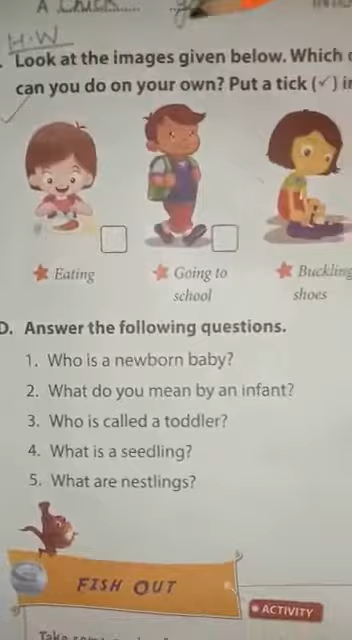 A Chick
H.W
Look at the images given below. Which
can you do on your own? Put a tick (✓)
Eating
Going to
school
Buckling
shoes
D. Answer the following questions.
1. Who is a newborn baby?
2. What do you mean by an infant?
3. Who is called a toddler?
4. What is a seedling?
5. What are nestlings?
FISH OUT
ACTIVITY
Take